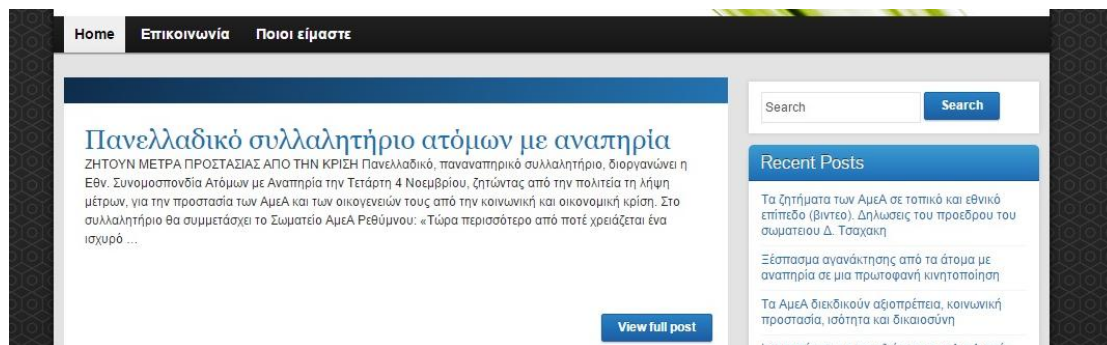 Home Επικοινωνία Ποιοι είμαστε
Πανελλαδικό συλλαλητήριο ατόμων με αναπηρία
ΖΗΤΟΥΝ ΜΕΤΡΑ ΠΡΟΣΤΑΣΙΑΣ ΑΠΟ ΤΗΝ ΚΡΙΣΗ Πανελλαδικό, παναναπηρικό συλλαλητήριο, διοργανώνει η
Εθν. Συνομοσπονδία Ατόμων με Αναπηρία την Τετάρτη 4 Νοεμβρίου, ζητώντας από την πολιτεία τη λήψη
μέτρων, για την προστασία των ΑμεΑ και των οικογενειών τους από την κοινωνική και οικονομική κρίση. Στο
συλλαλητήριο θα συμμετάσχει το Σωματείο ΑμεΑ Ρεθύμνου: «Τώρα περισσότερο από ποτέ χρειάζεται ένα
ισχυρό …
View full post
Search Search
Recent Posts
Τα ζητήματα των ΑμεΑ σε τοπικό και εθνικό
επίπεδο (βιντεο). Δηλωσεις του προεδρου του
σωματειου Δ. Τσαχακη
Ξέσπασμα αγανάκτησης από τα άτομα με
αναπηρία σε μια πρωτοφανή κινητοποίηση
Τα ΑμεΑ διεκδικούν αξιοπρέπεια, κοινωνική
προστασία, ισότητα και δικαιοσύνη